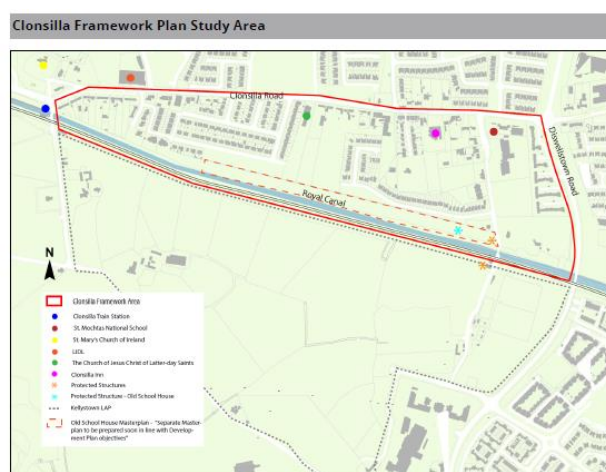 Clonsilla Framework Plan Study Area
Clonsilla Road
Diswellstown Road
Royal Canal
N
Clonsilla Framework Area
Clonsilla Train Station
St. Mochtas National School
St. Mary's Church of Ireland
LIDL
The Church of Jesus Christ of Latter-day Saints
Clonsilla Inn
Protected Structures
Protected Structure - Old School House
Kellystown LAP
Old School House Masterplan - "Separate Master-
plan to be prepared soon in line with Develop-
ment Plan objectives"